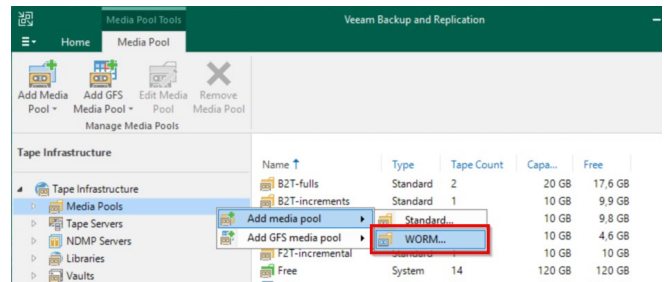 Media Pool Tools
Veeam Backup and Replication
Home Media Pool
Add Media Pool
Add GFS Media Pool
Edit Media Pool
Remove Media Pool
Manage Media Pools
Tape Infrastructure
Name Type Tape Count Capa... Free
Tape Infrastructure
Media Pools
Tape Servers
NDMP Servers
Libraries
Vaults
B2T-fulls Standard 2 20 GB 17,6 GB
B2T-increments Standard 1 10 GB 9,9 GB
10 GB 9,8 GB
10 GB 4,6 GB
F2T-incremental 10 GB 10 GB
Free System 14 120 GB 120 GB
Add media pool
Add GFS media pool
Standard...
WORM...